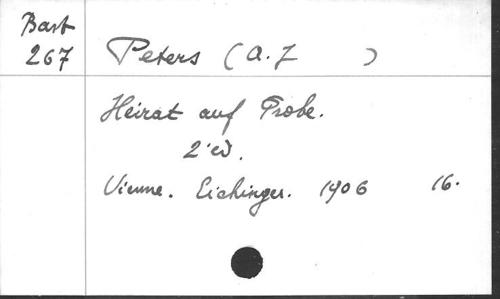 Bart
267
Peters (A. J )
Heirat auf Probe.
2'ed.
Vienne. Eichinger. 1906 16.